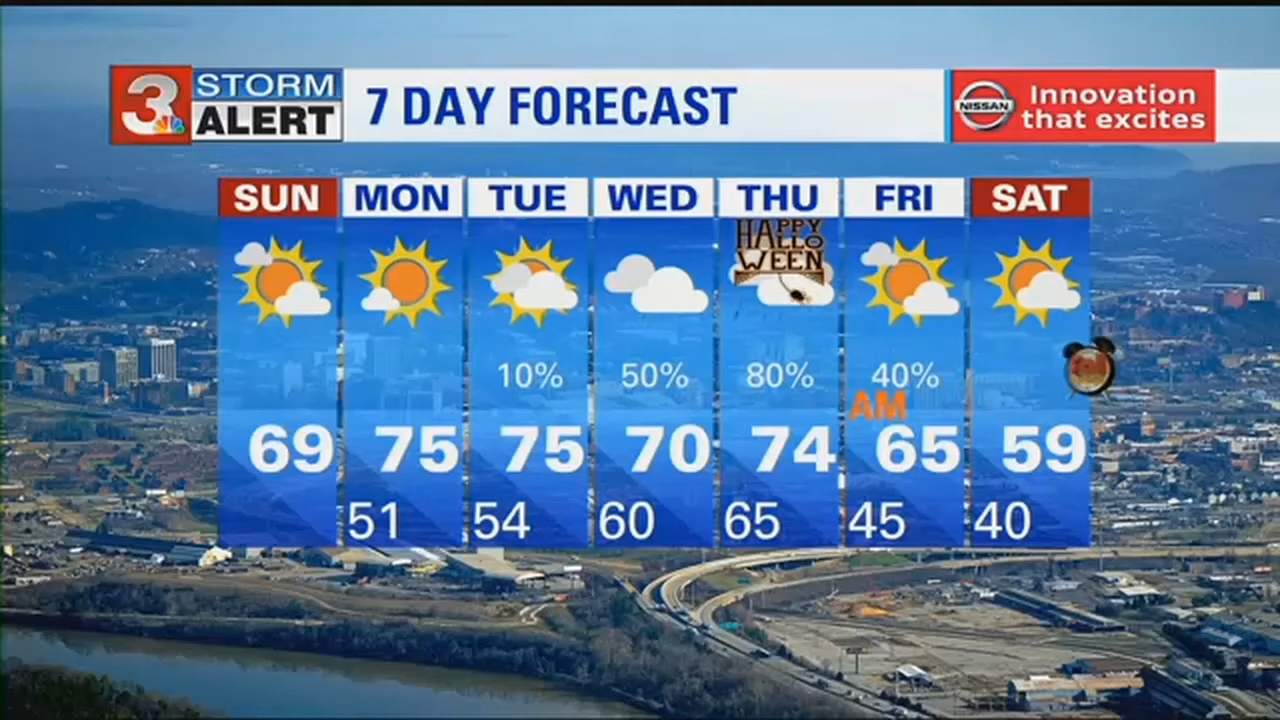 3 STORM ALERT
7 DAY FORECAST
NISSAN
Innovation
that excites
SUN MON TUE WED THU FRI SAT
HAPPY
HALLO
WEEN
10% 50% 80% 40%
AM
69 75 75 70 74 65 59
51 54 60 65 45 40